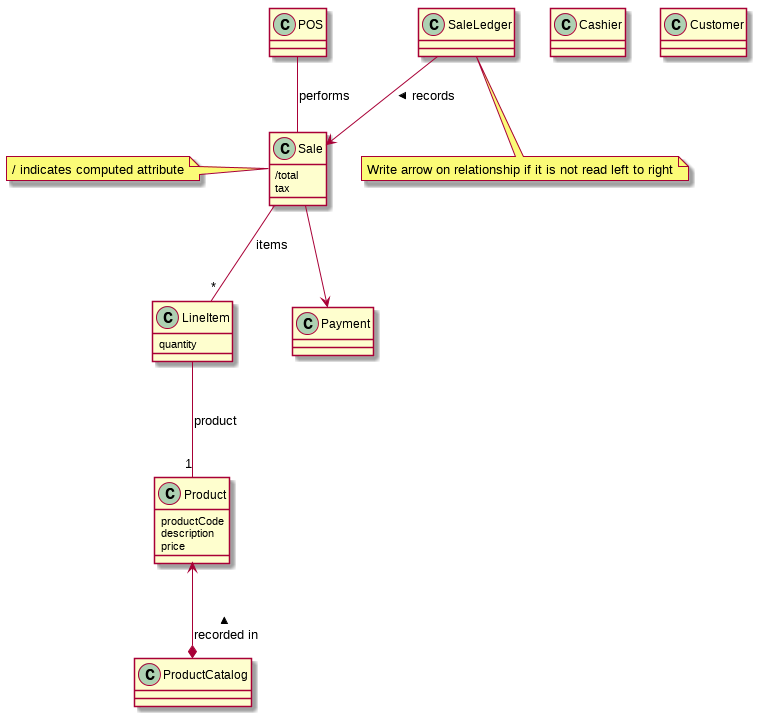 C POS
C SaleLedger
C Cashier
C Customer
performs
◄ records
/ indicates computed attribute
C Sale
/total
tax
Write arrow on relationship if it is not read left to right
items
*
C LineItem
quantity
C Payment
product
1
C Product
productCode
description
price
▲
recorded in
C ProductCatalog